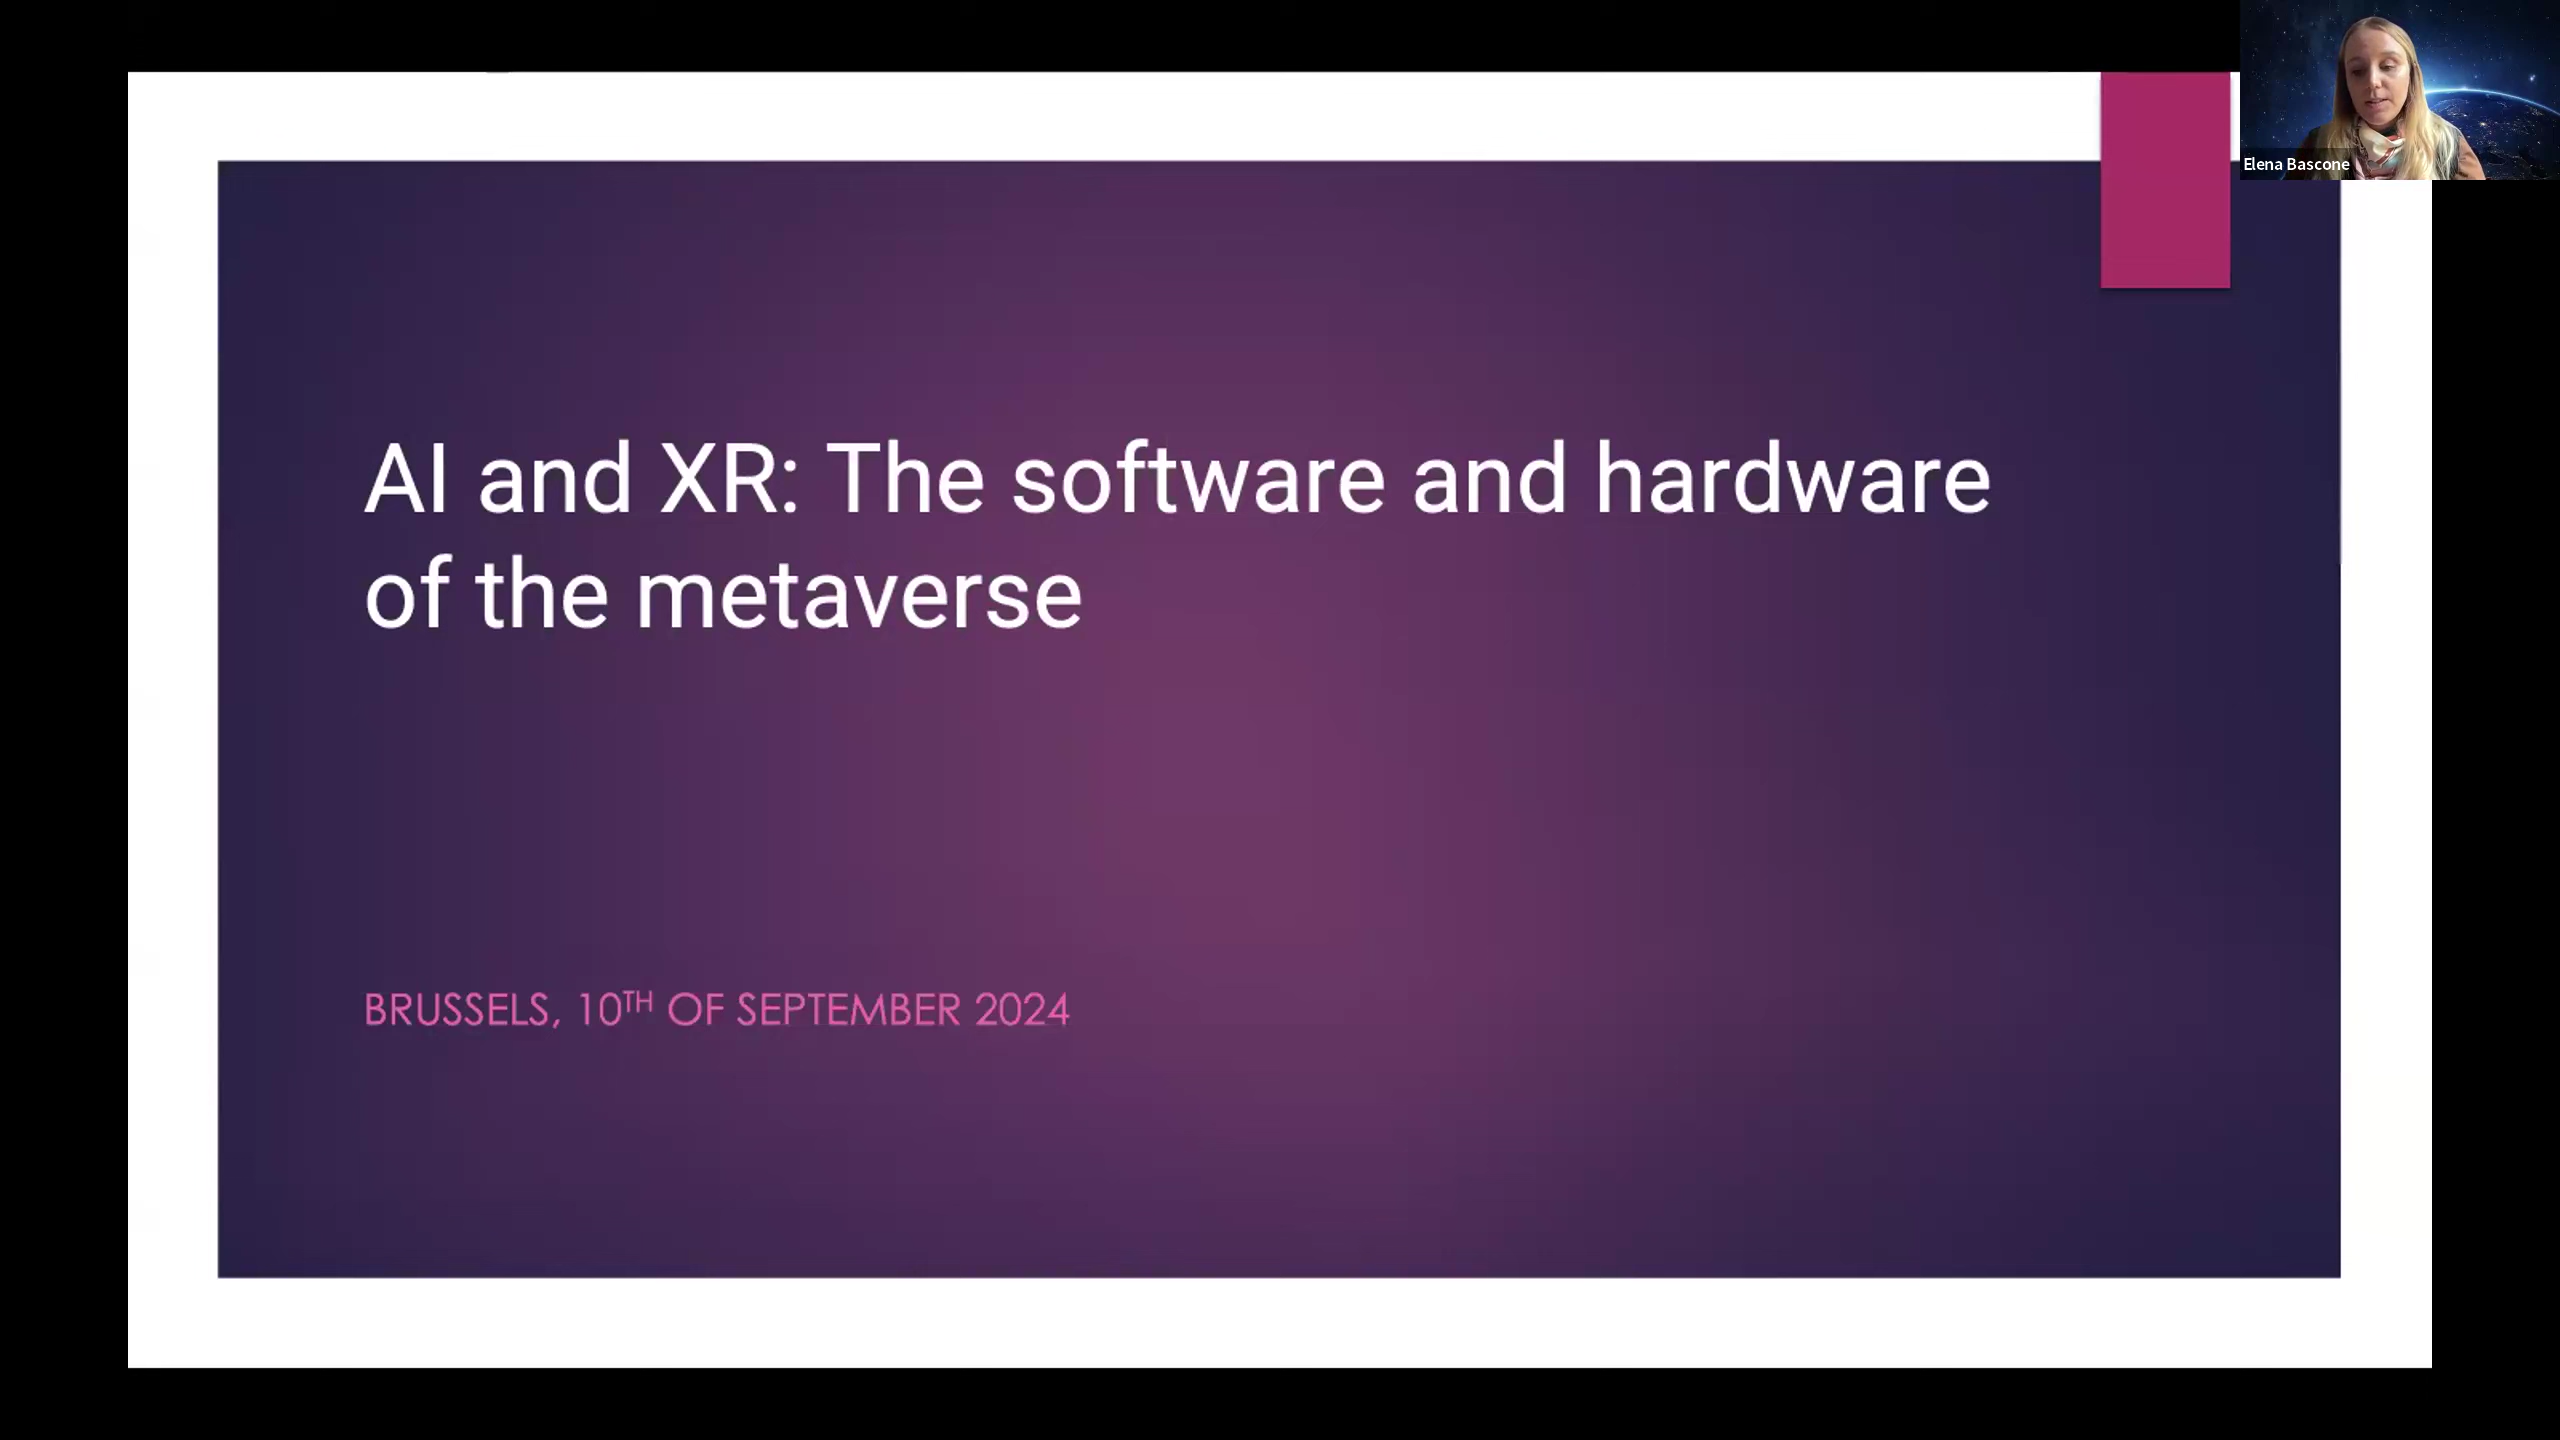 Elena Bascone
AI and XR: The software and hardware
of the metaverse
BRUSSELS, 10TH OF SEPTEMBER 2024